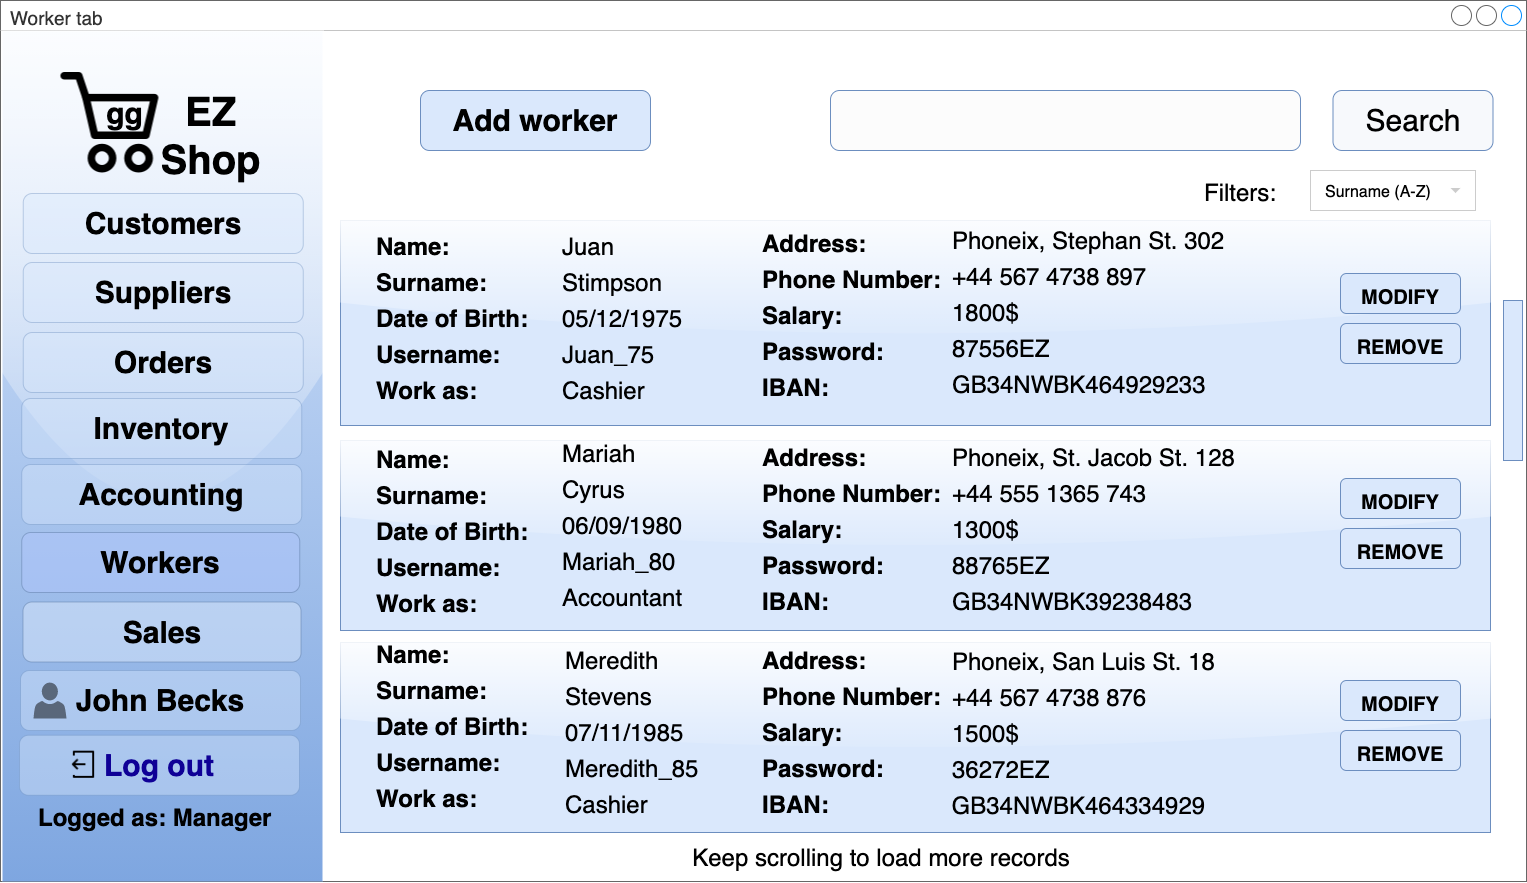 Worker tab
gg EZ
Shop
Customers
Suppliers
Orders
Inventory
Accounting
Workers
Sales
John Becks
Log out
Logged as: Manager
Add worker
Search
Filters: Surname (A-Z)
Name: Juan
Surname: Stimpson
Date of Birth: 05/12/1975
Username: Juan_75
Work as: Cashier
Address: Phoneix, Stephan St. 302
Phone Number: +44 567 4738 897
Salary: 1800$
Password: 87556EZ
IBAN: GB34NWBK464929233
MODIFY
REMOVE
Name: Mariah
Surname: Cyrus
Date of Birth: 06/09/1980
Username: Mariah_80
Work as: Accountant
Address: Phoneix, St. Jacob St. 128
Phone Number: +44 555 1365 743
Salary: 1300$
Password: 88765EZ
IBAN: GB34NWBK39238483
MODIFY
REMOVE
Name: Meredith
Surname: Stevens
Date of Birth: 07/11/1985
Username: Meredith_85
Work as: Cashier
Address: Phoneix, San Luis St. 18
Phone Number: +44 567 4738 876
Salary: 1500$
Password: 36272EZ
IBAN: GB34NWBK464334929
MODIFY
REMOVE
Keep scrolling to load more records